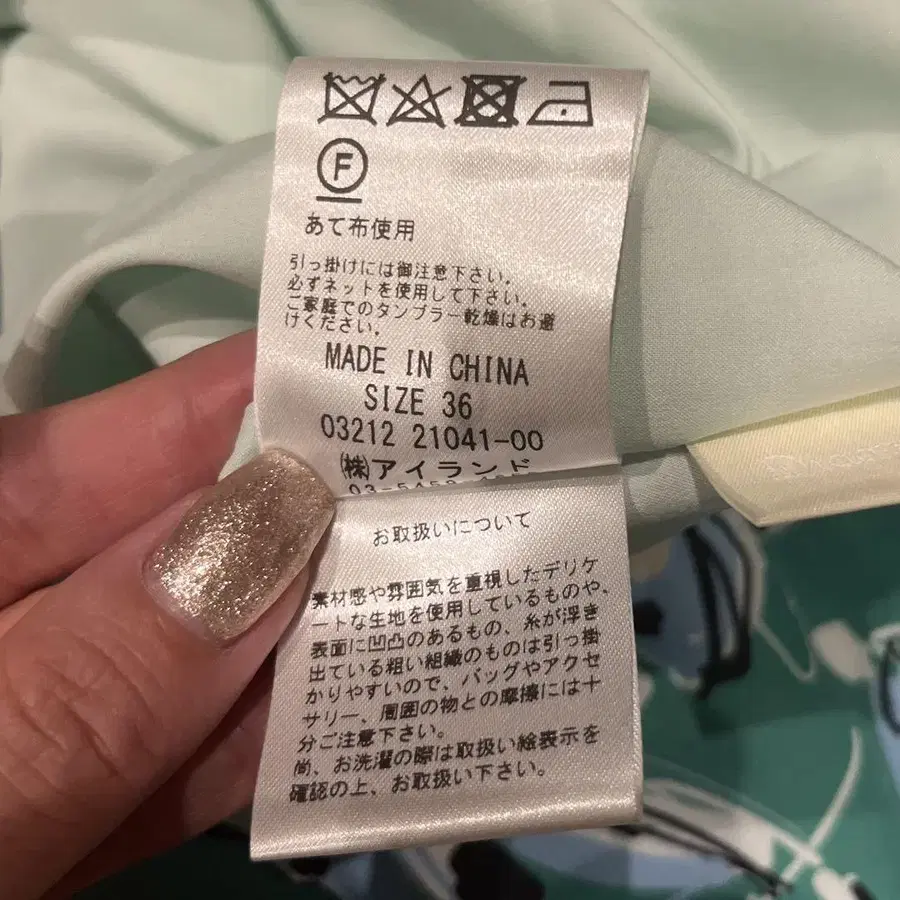 F
あて布使用
引っ掛けには御注意下さい。
必ずネットを使用して下さい。
ご家庭でのタンブラー乾燥はお避
けください。
MADE IN CHINA
SIZE 36
03212 21041-00
㈱アイランド
お取扱いについて
素材感や雰囲気を重視したデリケ
ートな生地を使用しているものや、
表面に凹凸のあるもの、糸が浮き
出ている粗い組織のものは引っ掛
かりやすいので、バッグやアクセ
サリー、周囲の物との摩擦には十
分ご注意下さい。
尚、お洗濯の際は取扱い絵表示を
確認の上、お取扱い下さい。